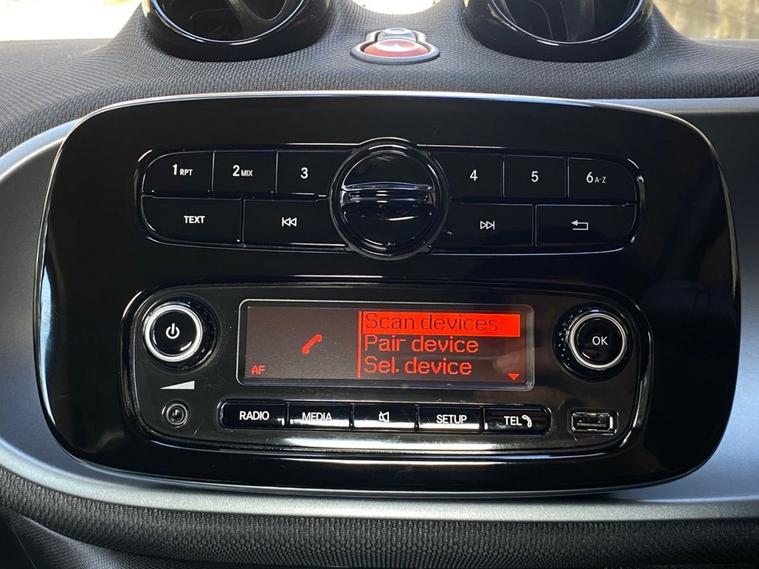 1 RPT 2 MIX 3 4 5 6 A-Z
TEXT
Scan devices
Pair device
Sel. device
AF
OK
RADIO MEDIA SETUP TEL